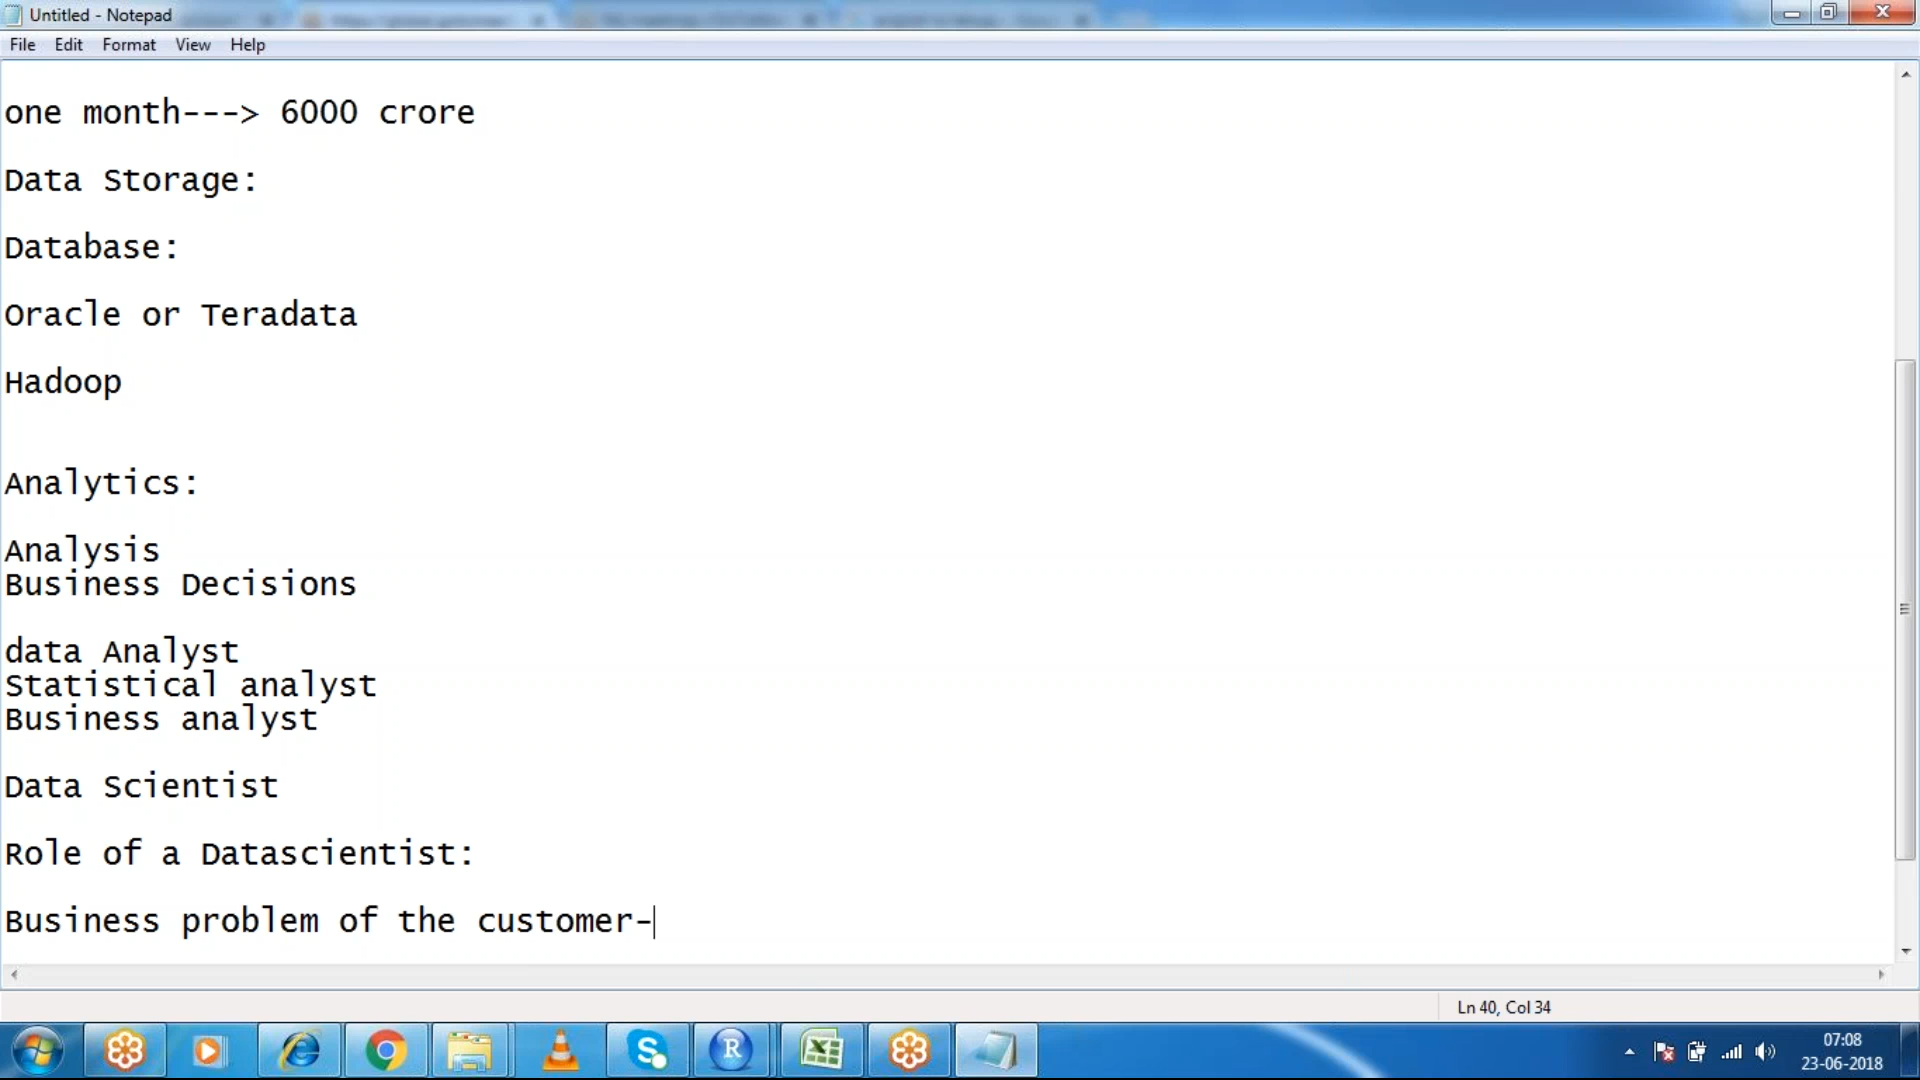 Untitled - Notepad
File Edit Format View Help
one month---> 6000 crore
Data Storage:
Database:
Oracle or Teradata
Hadoop
Analytics:
Analysis
Business Decisions
data Analyst
Statistical analyst
Business analyst
Data Scientist
Role of a Datascientist:
Business problem of the customer-
Ln 40, Col 34
07:08
23-06-2018